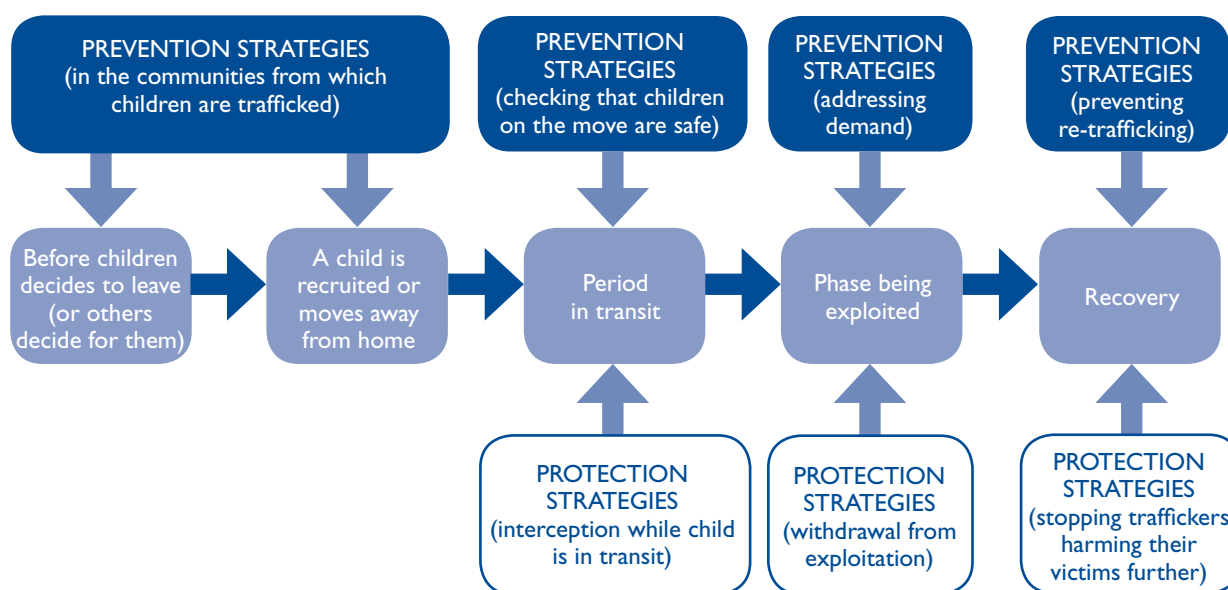 PREVENTION STRATEGIES
(in the communities from which
children are trafficked)
PREVENTION
STRATEGIES
(checking that children
on the move are safe)
PREVENTION
STRATEGIES
(addressing
demand)
PREVENTION
STRATEGIES
(preventing
re-trafficking)
Before children
decides to leave
(or others
decide for them)
A child is
recruited or
moves away
from home
Period
in transit
Phase being
exploited
Recovery
PROTECTION
STRATEGIES
(interception while child
is in transit)
PROTECTION
STRATEGIES
(withdrawal from
exploitation)
PROTECTION
STRATEGIES
(stopping traffickers
harming their
victims further)